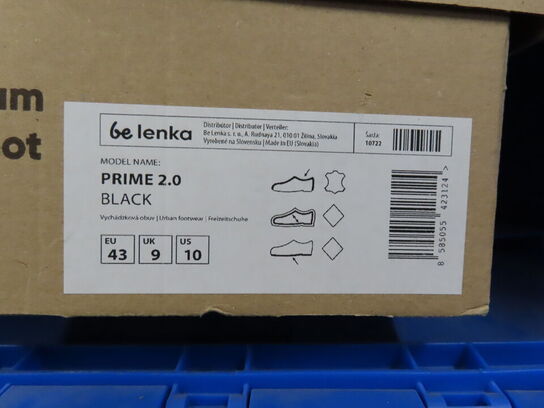 um
ot
be lenka
Distribútor | Distributor | Verteiler:
Be Lenka s. r. o., A. Rudnaya 21, 010 01 Žilina, Slovakia
Vyrobené na Slovensku | Made in EU (Slovakia)
Šarža:
10722
MODEL NAME:
PRIME 2.0
BLACK
Vychádzková obuv | Urban footwear | Freizeitschuhe
EU UK US
43 9 10
8 585055 423124 >